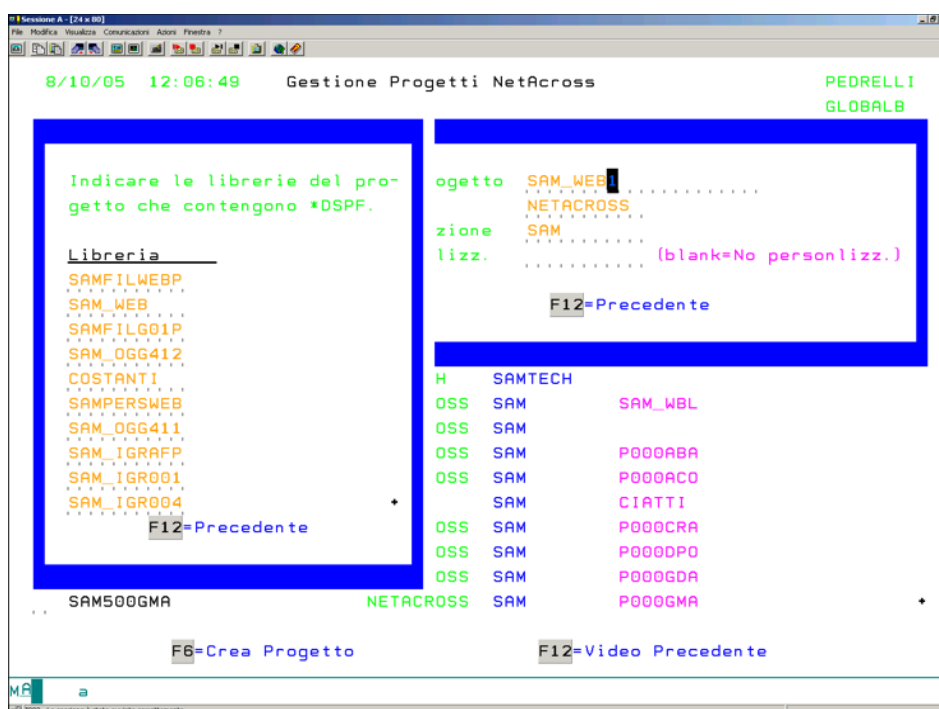 Sessione A - [24 x 80]
File Modifica Visualizza Comunicazioni Azioni Finestra ?
8/10/05 12:06:49 Gestione Progetti NetAcross PEDRELLI
GLOBALB
Indicare le librerie del pro-
getto che contengono *DSPF.
Libreria
SAMFILWEBP
SAM_WEB
SAMFILG01P
SAM_OGG412
COSTANTI
SAMPERSWEB
SAM_OGG411
SAM_IGRAFP
SAM_IGR001
SAM_IGR004 +
F12=Precedente
ogetto SAM_WEB1
NETACROSS
zione SAM
lizz. (blank=No personlizz.)
F12=Precedente
H SAMTECH
OSS SAM SAM_WBL
OSS SAM
OSS SAM P000ABA
OSS SAM P000ACO
SAM CIATTI
OSS SAM P000CRA
OSS SAM P000DPO
OSS SAM P000GDA
SAM500GMA NETACROSS SAM P000GMA +
F6=Crea Progetto F12=Video Precedente
MA a